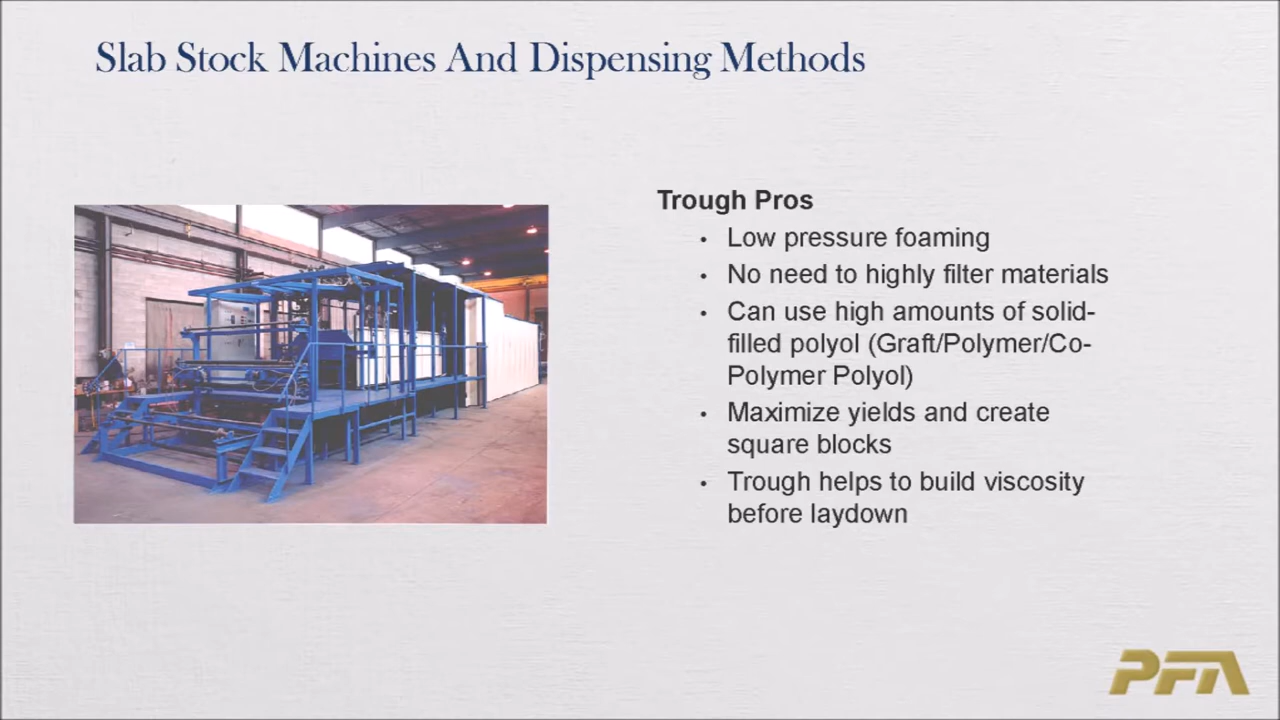 Slab Stock Machines And Dispensing Methods
Trough Pros
• Low pressure foaming
• No need to highly filter materials
• Can use high amounts of solid-
filled polyol (Graft/Polymer/Co-
Polymer Polyol)
• Maximize yields and create
square blocks
• Trough helps to build viscosity
before laydown
PFA